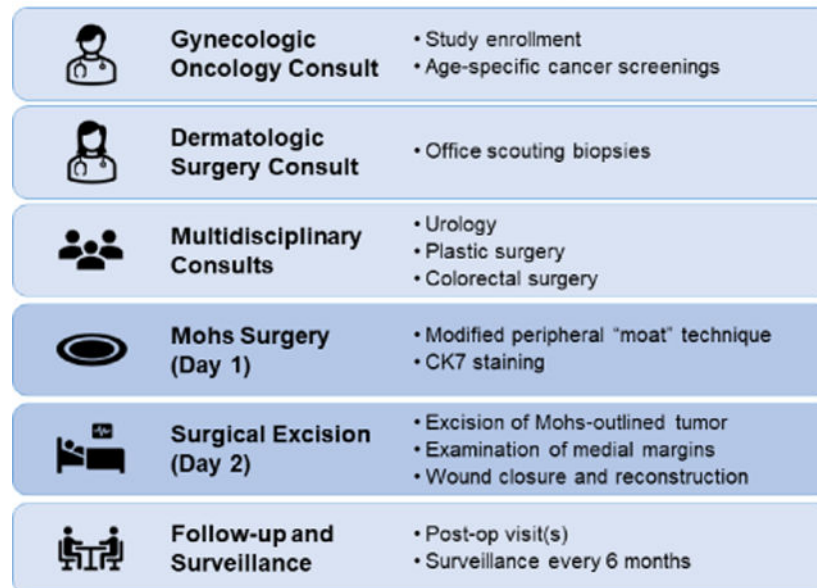 Gynecologic
Oncology Consult
• Study enrollment
• Age-specific cancer screenings
Dermatologic
Surgery Consult
• Office scouting biopsies
Multidisciplinary
Consults
• Urology
• Plastic surgery
• Colorectal surgery
Mohs Surgery
(Day 1)
• Modified peripheral “moat” technique
• CK7 staining
Surgical Excision
(Day 2)
• Excision of Mohs-outlined tumor
• Examination of medial margins
• Wound closure and reconstruction
Follow-up and
Surveillance
• Post-op visit(s)
• Surveillance every 6 months